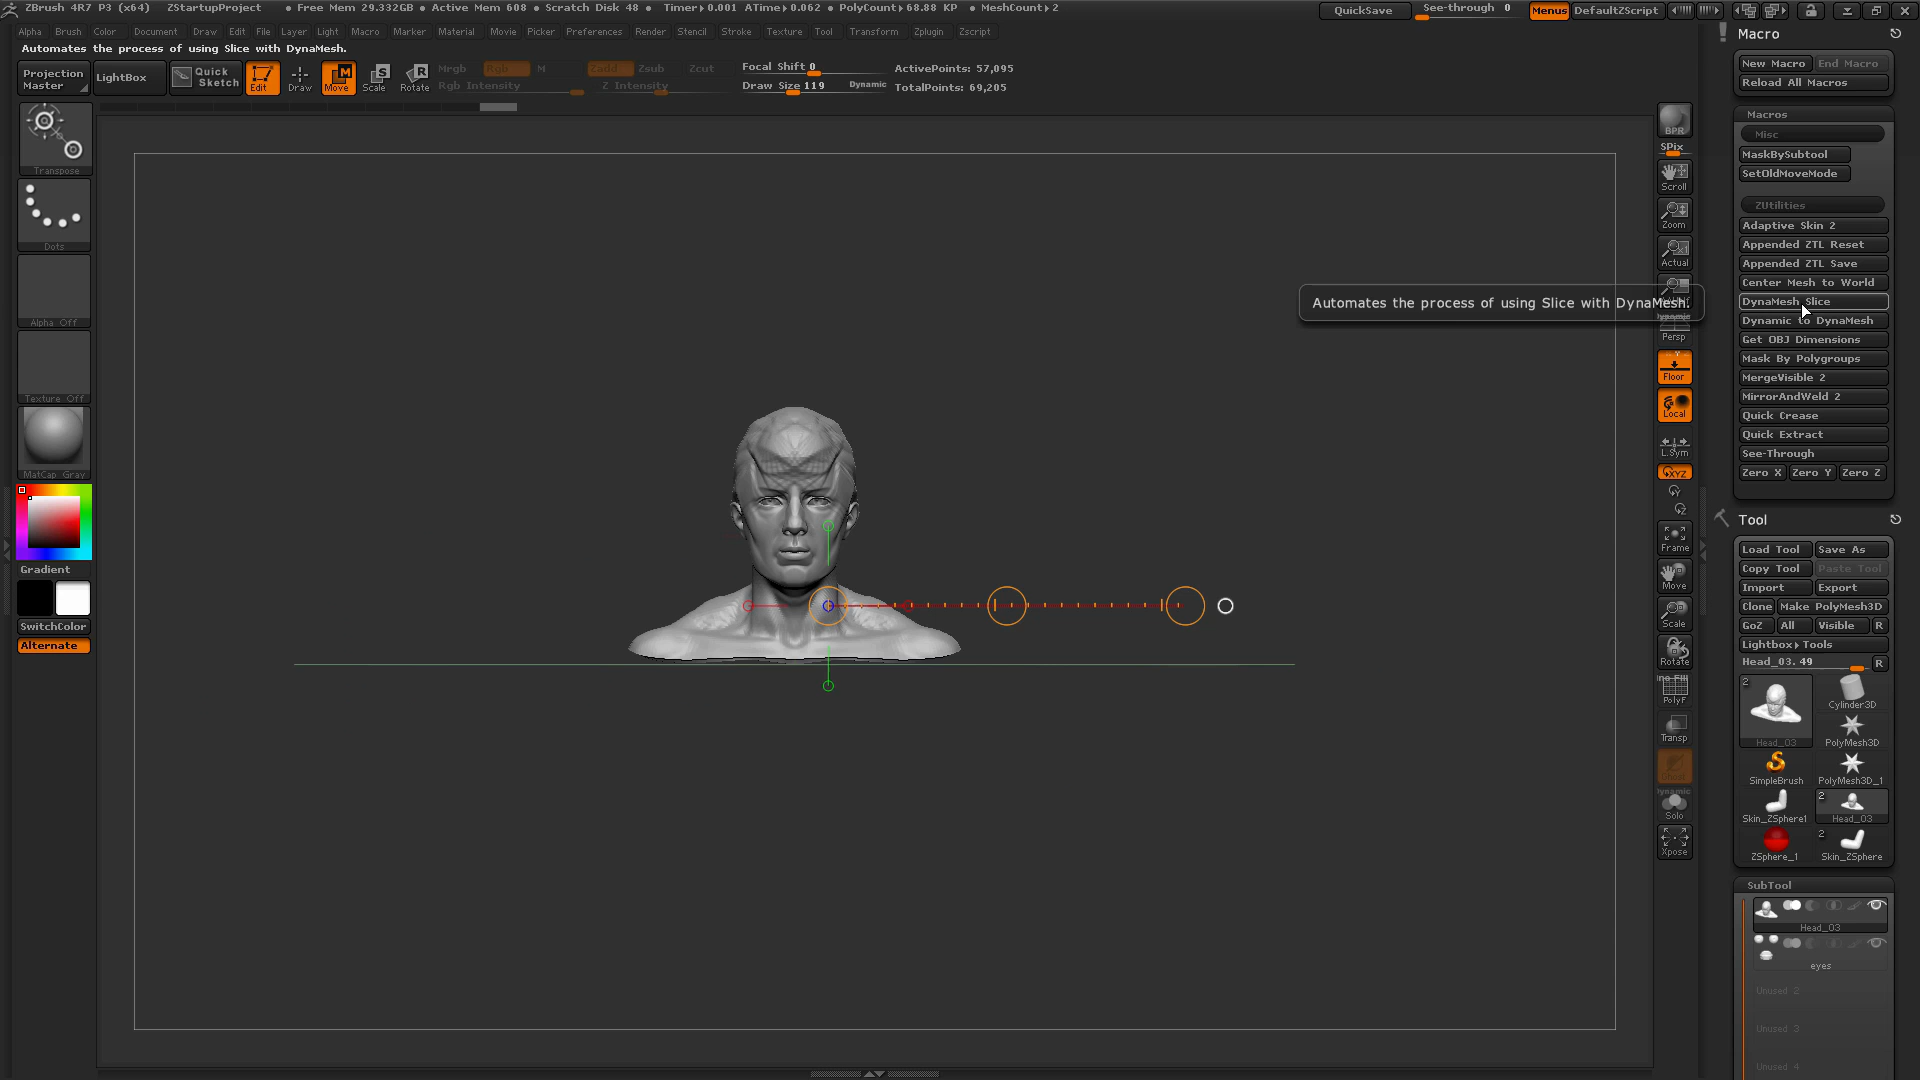 ZBrush 4R7 P3 (x64) ZStartupProject • Free Mem 29.332GB • Active Mem 608 • Scratch Disk 48 • Timer▸0.001 ATime▸0.062 • PolyCount▸68.88 KP • MeshCount▸2
QuickSave See-through 0 Menus DefaultZScript
Alpha Brush Color Document Draw Edit File Layer Light Macro Marker Material Movie Picker Preferences Render Stencil Stroke Texture Tool Transform Zplugin Zscript
Automates the process of using Slice with DynaMesh.
Projection Master
LightBox
Quick Sketch
Edit
Draw
Move
Scale
Rotate
Mrgb Rgb M
Rgb Intensity
Zadd Zsub Zcut
Z Intensity
Focal Shift 0
Draw Size 119 Dynamic
ActivePoints: 57,095
TotalPoints: 69,205
Transpose
Dots
Alpha Off
Texture Off
MatCap Gray
Gradient
SwitchColor
Alternate
Automates the process of using Slice with DynaMesh.
BPR
SPix
Scroll
Zoom
Actual
Persp
Floor
Local
L.Sym
XYZ
Frame
Move
Scale
Rotate
PolyF
Transp
Ghost
Solo
Xpose
Macro
New Macro End Macro
Reload All Macros
Macros
Misc
MaskBySubtool
SetOldMoveMode
ZUtilities
Adaptive Skin 2
Appended ZTL Reset
Appended ZTL Save
Center Mesh to World
DynaMesh Slice
Dynamic to DynaMesh
Get OBJ Dimensions
Mask By Polygroups
MergeVisible 2
MirrorAndWeld 2
Quick Crease
Quick Extract
See-Through
Zero X Zero Y Zero Z
Tool
Load Tool Save As
Copy Tool Paste Tool
Import Export
Clone Make PolyMesh3D
GoZ All Visible R
Lightbox▸Tools
Head_03. 49 R
2
Head_03
Cylinder3D
PolyMesh3D
SimpleBrush
PolyMesh3D_1
Skin_ZSphere1
2
Head_03
ZSphere_1
2
Skin_ZSphere
SubTool
Head_03
eyes
Unused 2
Unused 3
Unused 4